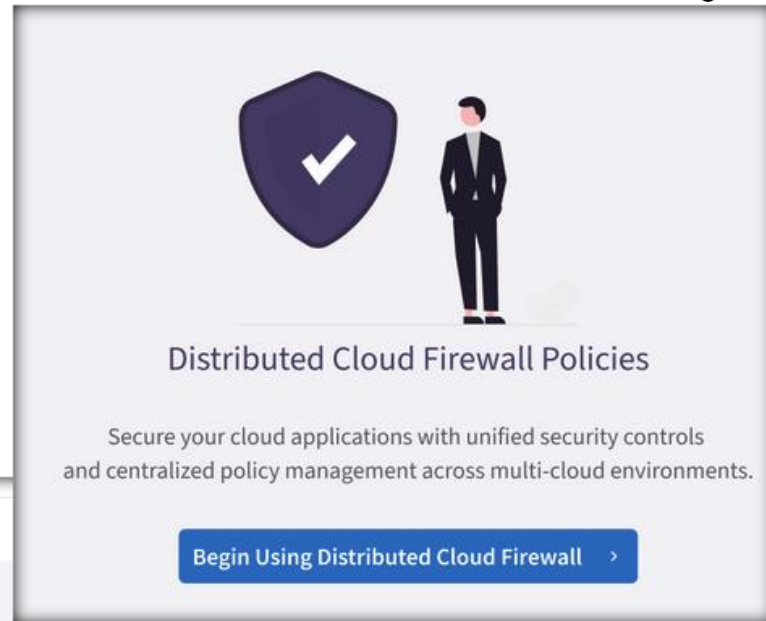 Distributed Cloud Firewall Policies
Secure your cloud applications with unified security controls
and centralized policy management across multi-cloud environments.
Begin Using Distributed Cloud Firewall